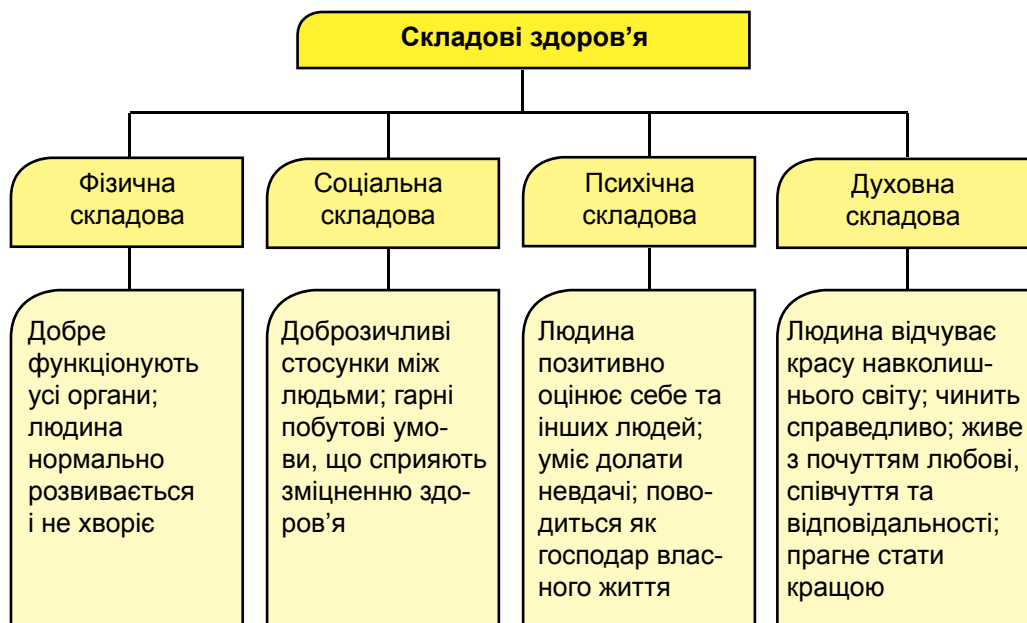 Складові здоров’я
Фізична
складова
Соціальна
складова
Психічна
складова
Духовна
складова
Добре
функціонують
усі органи;
людина
нормально
розвивається
і не хворіє
Доброзичливі
стосунки між
людьми; гарні
побутові умо-
ви, що сприяють
зміцненню здо-
ров’я
Людина
позитивно
оцінює себе та
інших людей;
уміє долати
невдачі; пово-
диться як
господар влас-
ного життя
Людина відчуває
красу навколиш-
нього світу; чинить
справедливо; живе
з почуттям любові,
співчуття та
відповідальності;
прагне стати
кращою